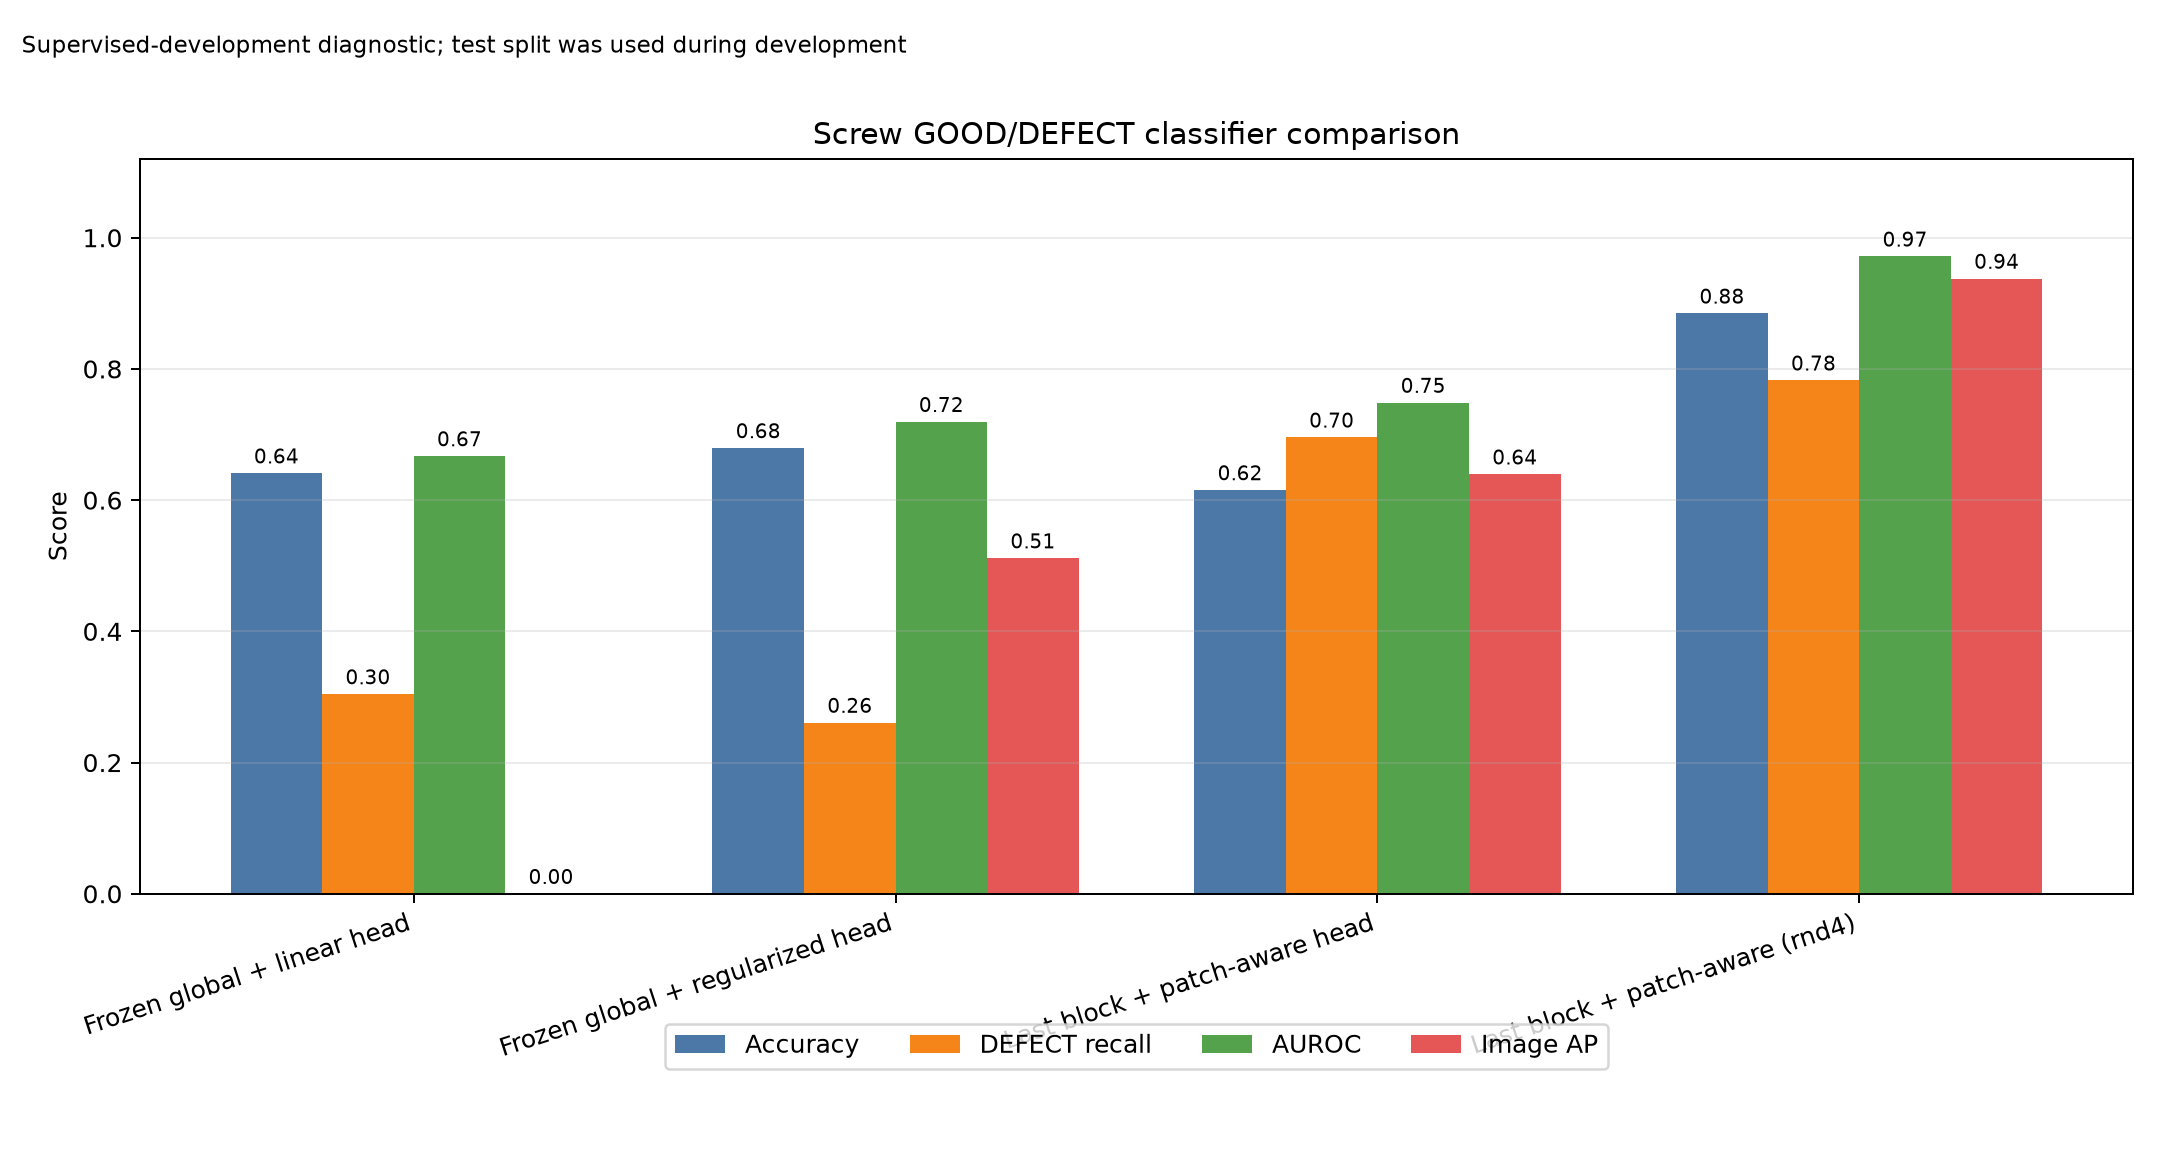 Supervised-development diagnostic; test split was used during development
Screw GOOD/DEFECT classifier comparison
Score
1.0
0.8
0.6
0.4
0.2
0.0
0.64
0.30
0.67
0.00
0.68
0.26
0.72
0.51
0.62
0.70
0.75
0.64
0.88
0.78
0.97
0.94
Frozen global + linear head
Frozen global + regularized head
Last block + patch-aware head
Last block + patch-aware (rnd4)
Accuracy
DEFECT recall
AUROC
Image AP